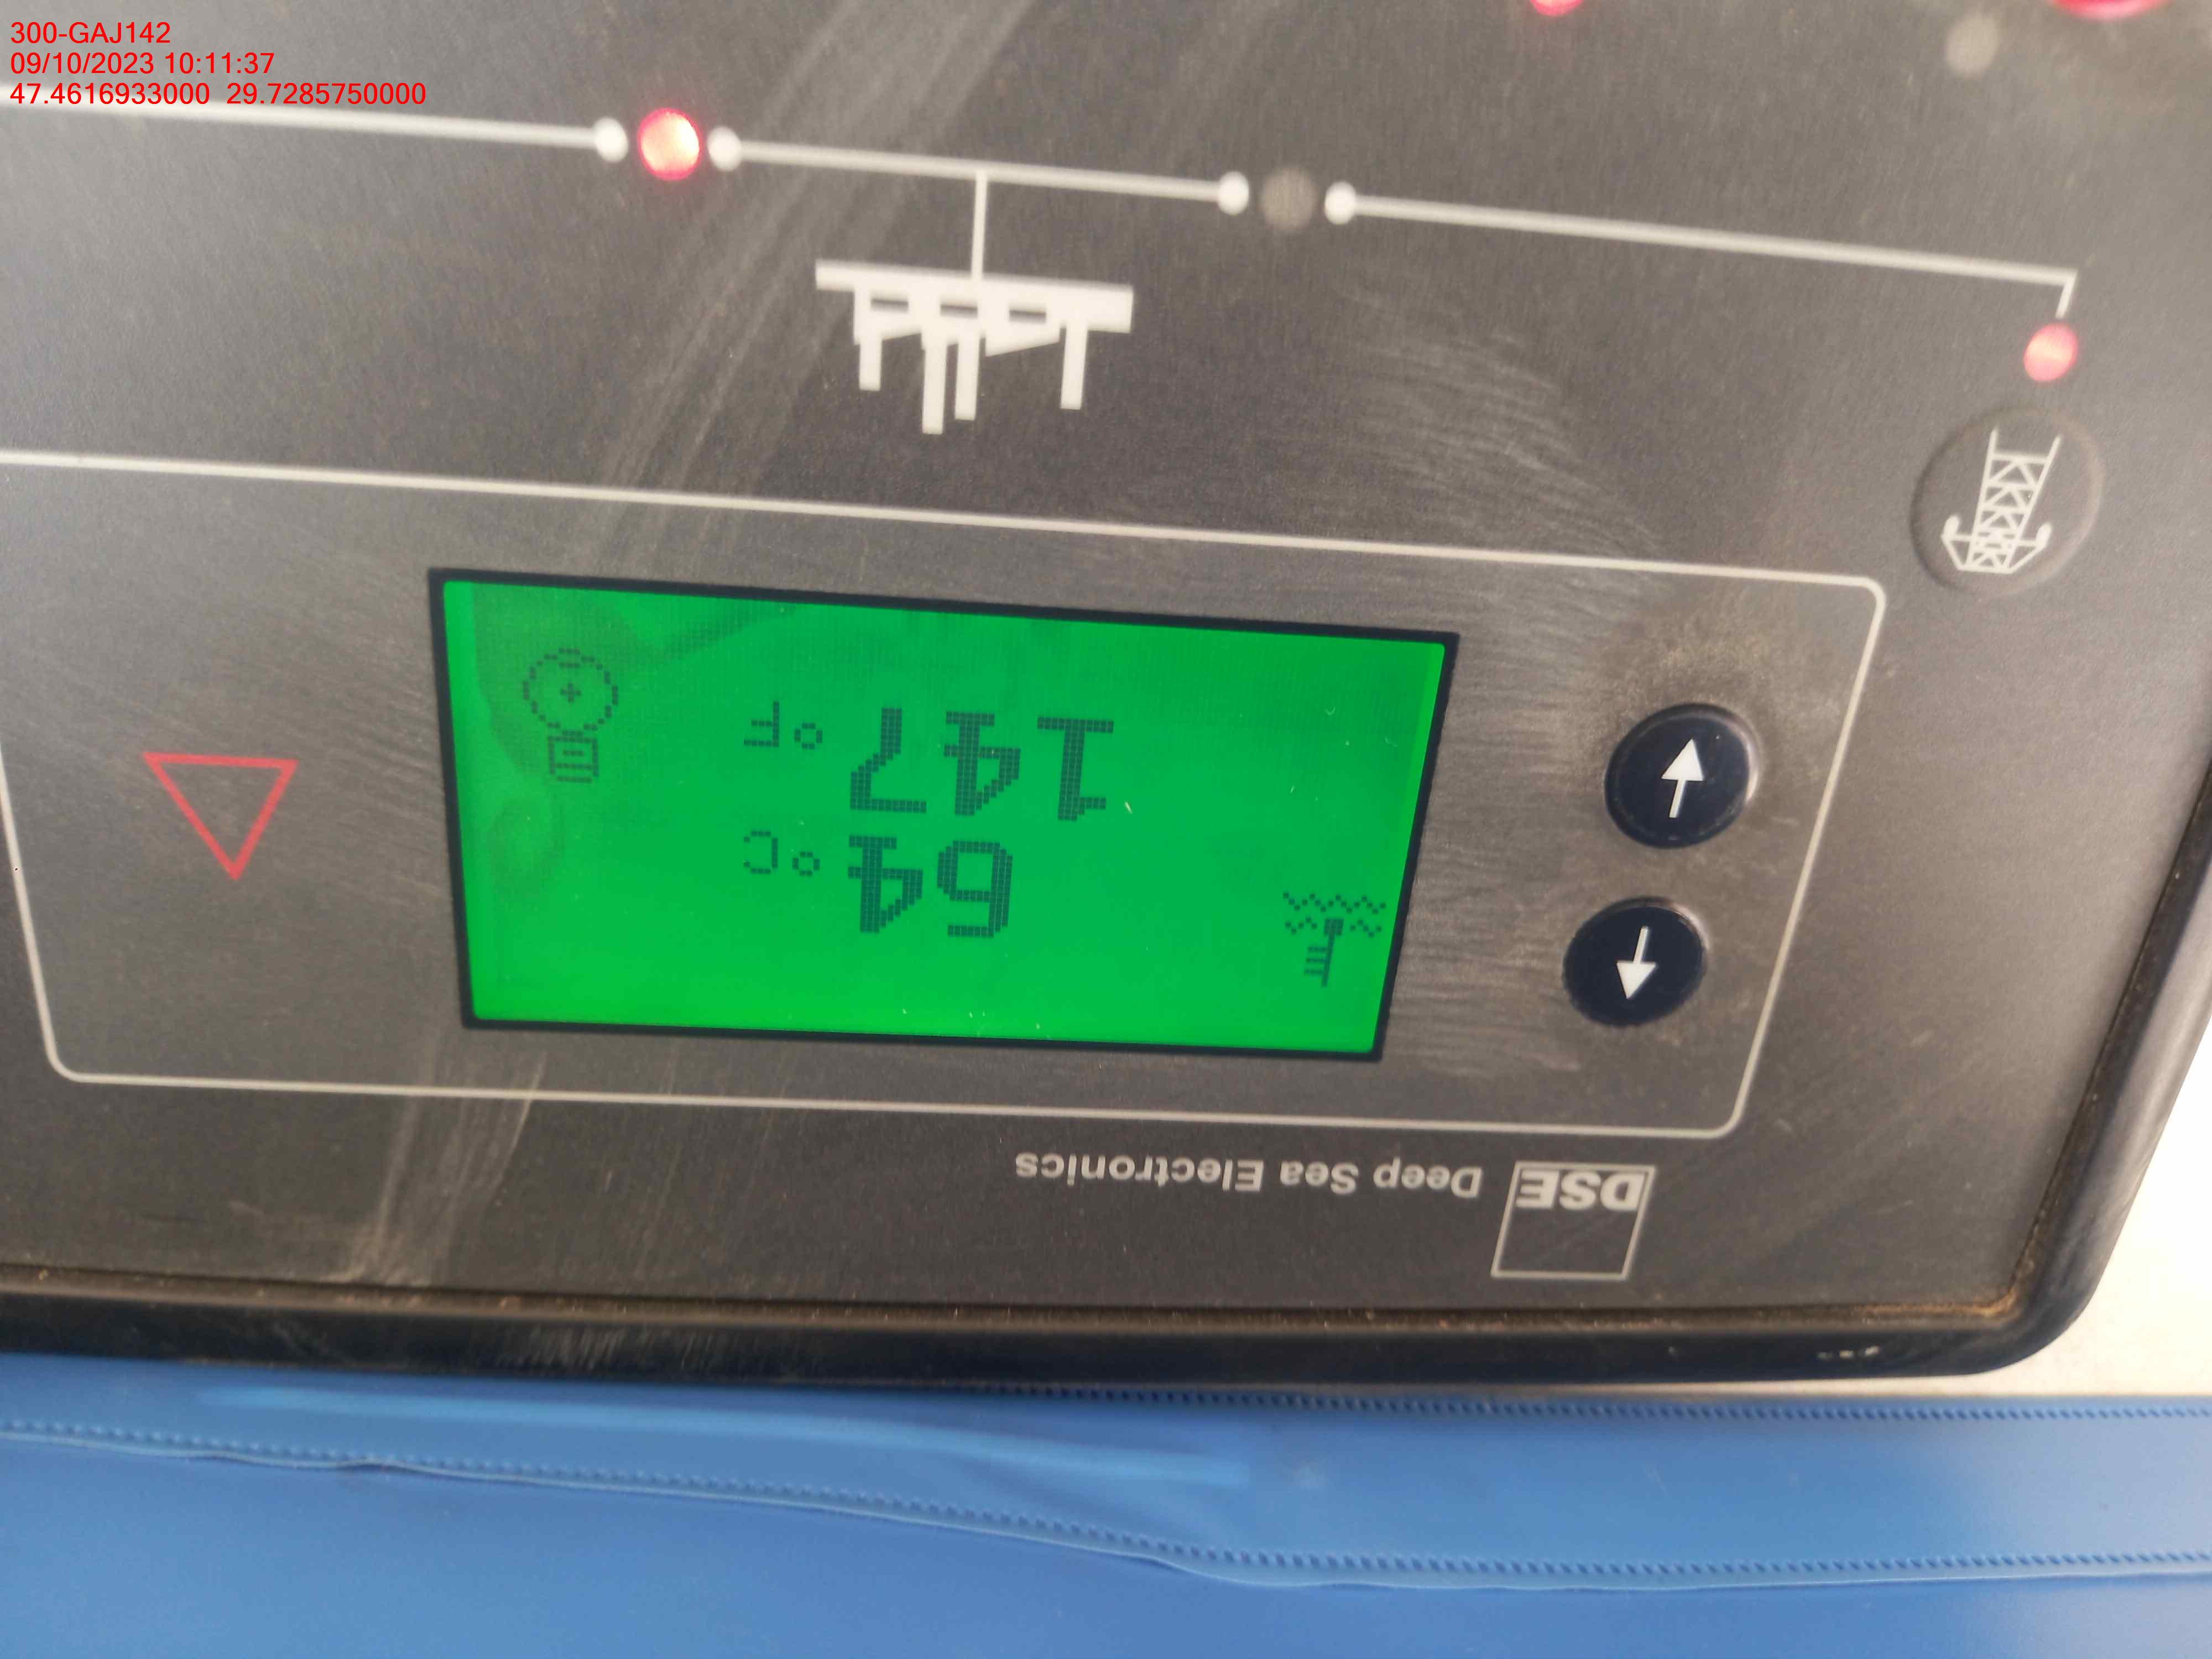 300-GAJ142
09/10/2023 10:11:37
47.4616933000 29.7285750000
DSE Deep Sea Electronics
64 °C
147 °F